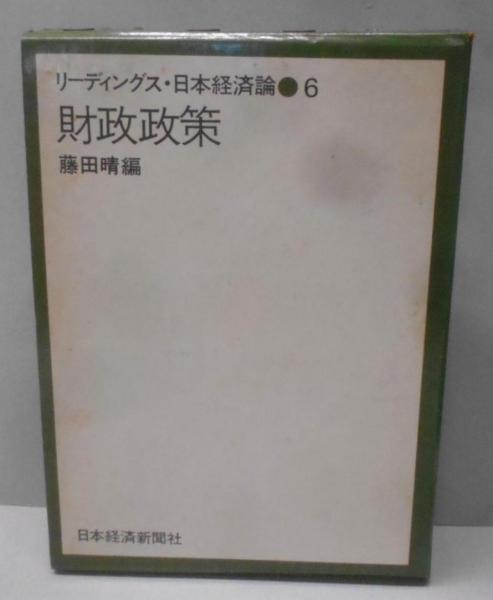 リーディングス・日本経済論●6
財政政策
藤田晴編
日本経済新聞社